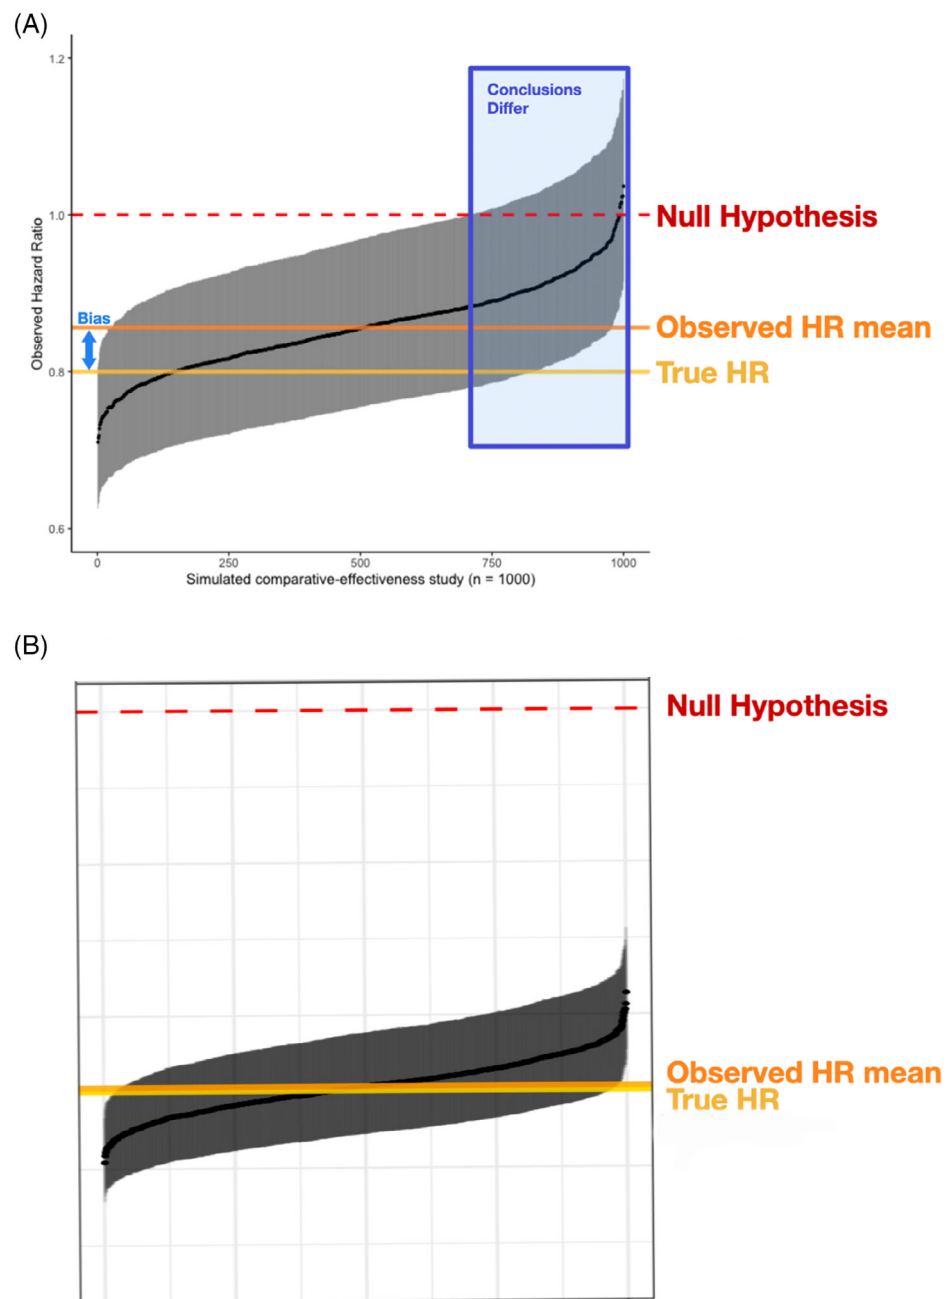 (A)
1.2
Conclusions
Differ
1.0
Null Hypothesis
Observed Hazard Ratio
Bias
Observed HR mean
0.8
True HR
0.6
0
250
500
750
1000
Simulated comparative-effectiveness study (n = 1000)
(B)
Null Hypothesis
Observed HR mean
True HR